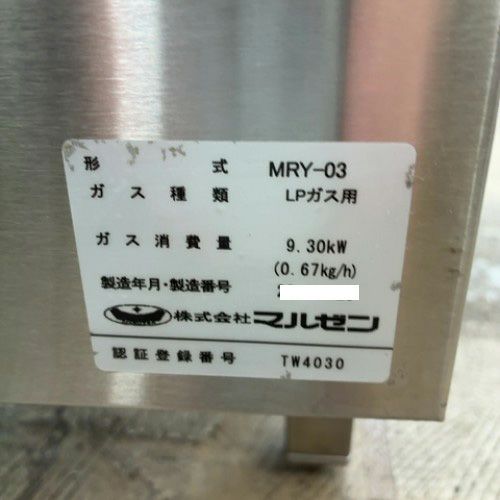 形 式 MRY-03
ガス種類 LPガス用
ガス消費量 9.30kW
(0.67kg/h)
製造年月・製造番号
株式会社マルゼン
認証登録番号 TW4030